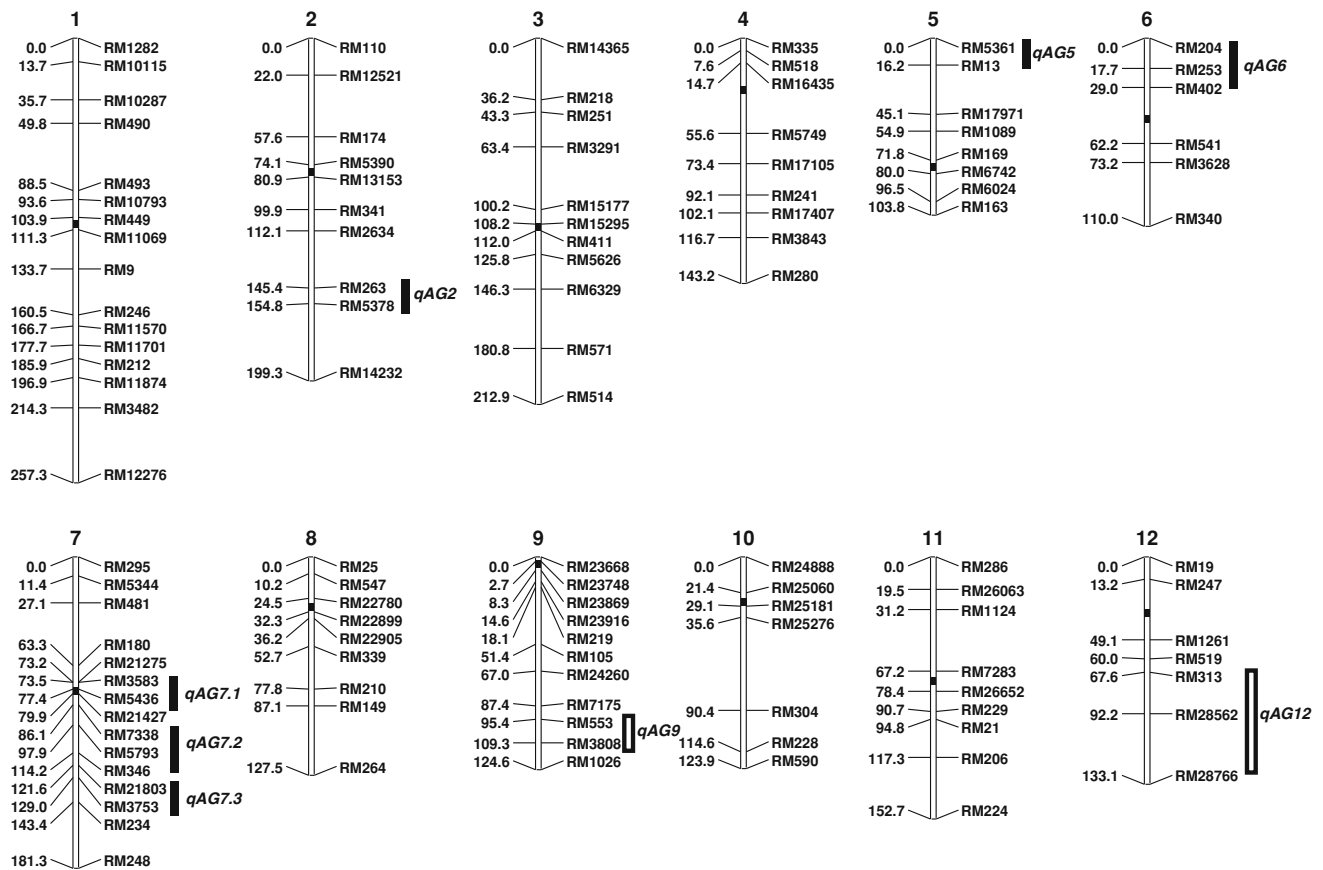 1
0.0 RM1282
13.7 RM10115
35.7 RM10287
49.8 RM490
88.5 RM493
93.6 RM10793
103.9 RM449
111.3 RM11069
133.7 RM9
160.5 RM246
166.7 RM11570
177.7 RM11701
185.9 RM212
196.9 RM11874
214.3 RM3482
257.3 RM12276
2
0.0 RM110
22.0 RM12521
57.6 RM174
74.1 RM5390
80.9 RM13153
99.9 RM341
112.1 RM2634
145.4 RM263
154.8 RM5378
qAG2
199.3 RM14232
3
0.0 RM14365
36.2 RM218
43.3 RM251
63.4 RM3291
100.2 RM15177
108.2 RM15295
112.0 RM411
125.8 RM5626
146.3 RM6329
180.8 RM571
212.9 RM514
4
0.0 RM335
7.6 RM518
14.7 RM16435
55.6 RM5749
73.4 RM17105
92.1 RM241
102.1 RM17407
116.7 RM3843
143.2 RM280
5
0.0 RM5361
16.2 RM13
qAG5
45.1 RM17971
54.9 RM1089
71.8 RM169
80.0 RM6742
96.5 RM6024
103.8 RM163
6
0.0 RM204
17.7 RM253
29.0 RM402
qAG6
62.2 RM541
73.2 RM3628
110.0 RM340
7
0.0 RM295
11.4 RM5344
27.1 RM481
63.3 RM180
73.2 RM21275
73.5 RM3583
77.4 RM5436
qAG7.1
79.9 RM21427
86.1 RM7338
97.9 RM5793
qAG7.2
114.2 RM346
121.6 RM21803
129.0 RM3753
qAG7.3
143.4 RM234
181.3 RM248
8
0.0 RM25
10.2 RM547
24.5 RM22780
32.3 RM22899
36.2 RM22905
52.7 RM339
77.8 RM210
87.1 RM149
127.5 RM264
9
0.0 RM23668
2.7 RM23748
8.3 RM23869
14.6 RM23916
18.1 RM219
51.4 RM105
67.0 RM24260
87.4 RM7175
95.4 RM553
109.3 RM3808
qAG9
124.6 RM1026
10
0.0 RM24888
21.4 RM25060
29.1 RM25181
35.6 RM25276
90.4 RM304
114.6 RM228
123.9 RM590
11
0.0 RM286
19.5 RM26063
31.2 RM1124
67.2 RM7283
78.4 RM26652
90.7 RM229
94.8 RM21
117.3 RM206
152.7 RM224
12
0.0 RM19
13.2 RM247
49.1 RM1261
60.0 RM519
67.6 RM313
92.2 RM28562
qAG12
133.1 RM28766